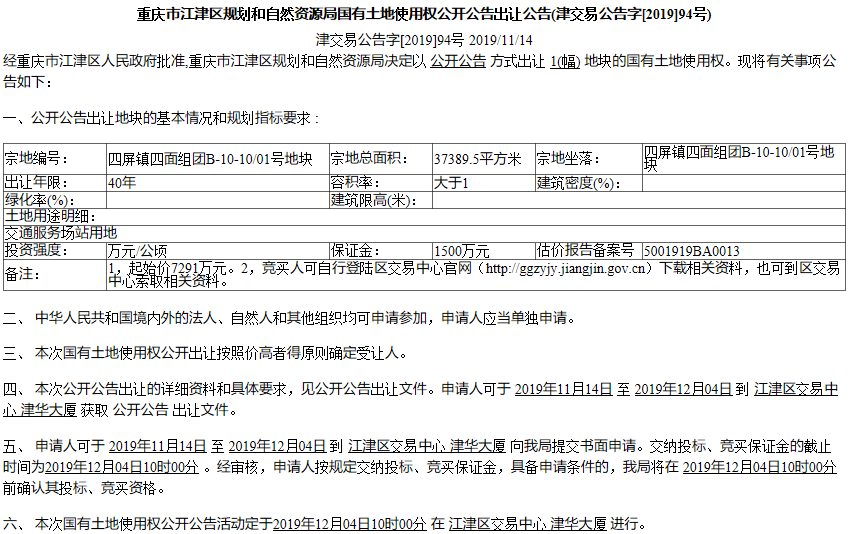 重庆市江津区规划和自然资源局国有土地使用权公开公告出让公告(津交易公告字[2019]94号)
津交易公告字[2019]94号 2019/11/14
经重庆市江津区人民政府批准,重庆市江津区规划和自然资源局决定以 公开公告 方式出让 1(幅) 地块的国有土地使用权。现将有关事项公
告如下：
一、公开公告出让地块的基本情况和规划指标要求：
宗地编号： 四屏镇四面组团B-10-10/01号地块 宗地总面积： 37389.5平方米 宗地坐落： 四屏镇四面组团B-10-10/01号地
块
出让年限： 40年 容积率： 大于1 建筑密度(%)：
绿化率(%)： 建筑限高(米)：
土地用途明细：
交通服务场站用地
投资强度： 万元/公顷 保证金： 1500万元 估价报告备案号 5001919BA0013
备注： 1，起始价7291万元。2，竞买人可自行登陆区交易中心官网（http://ggzyjy.jiangjin.gov.cn）下载相关资料，也可到区交易
中心索取相关资料。
二、 中华人民共和国境内外的法人、自然人和其他组织均可申请参加，申请人应当单独申请。
三、 本次国有土地使用权公开出让按照价高者得原则确定受让人。
四、 本次公开公告出让的详细资料和具体要求，见公开公告出让文件。申请人可于 2019年11月14日 至 2019年12月04日 到 江津区交易中
心 津华大厦 获取 公开公告 出让文件。
五、 申请人可于 2019年11月14日 至 2019年12月04日 到 江津区交易中心 津华大厦 向我局提交书面申请。交纳投标、竞买保证金的截止
时间为2019年12月04日10时00分 。经审核，申请人按规定交纳投标、竞买保证金，具备申请条件的，我局将在 2019年12月04日10时00分
前确认其投标、竞买资格。
六、 本次国有土地使用权公开公告活动定于2019年12月04日10时00分 在 江津区交易中心 津华大厦 进行。